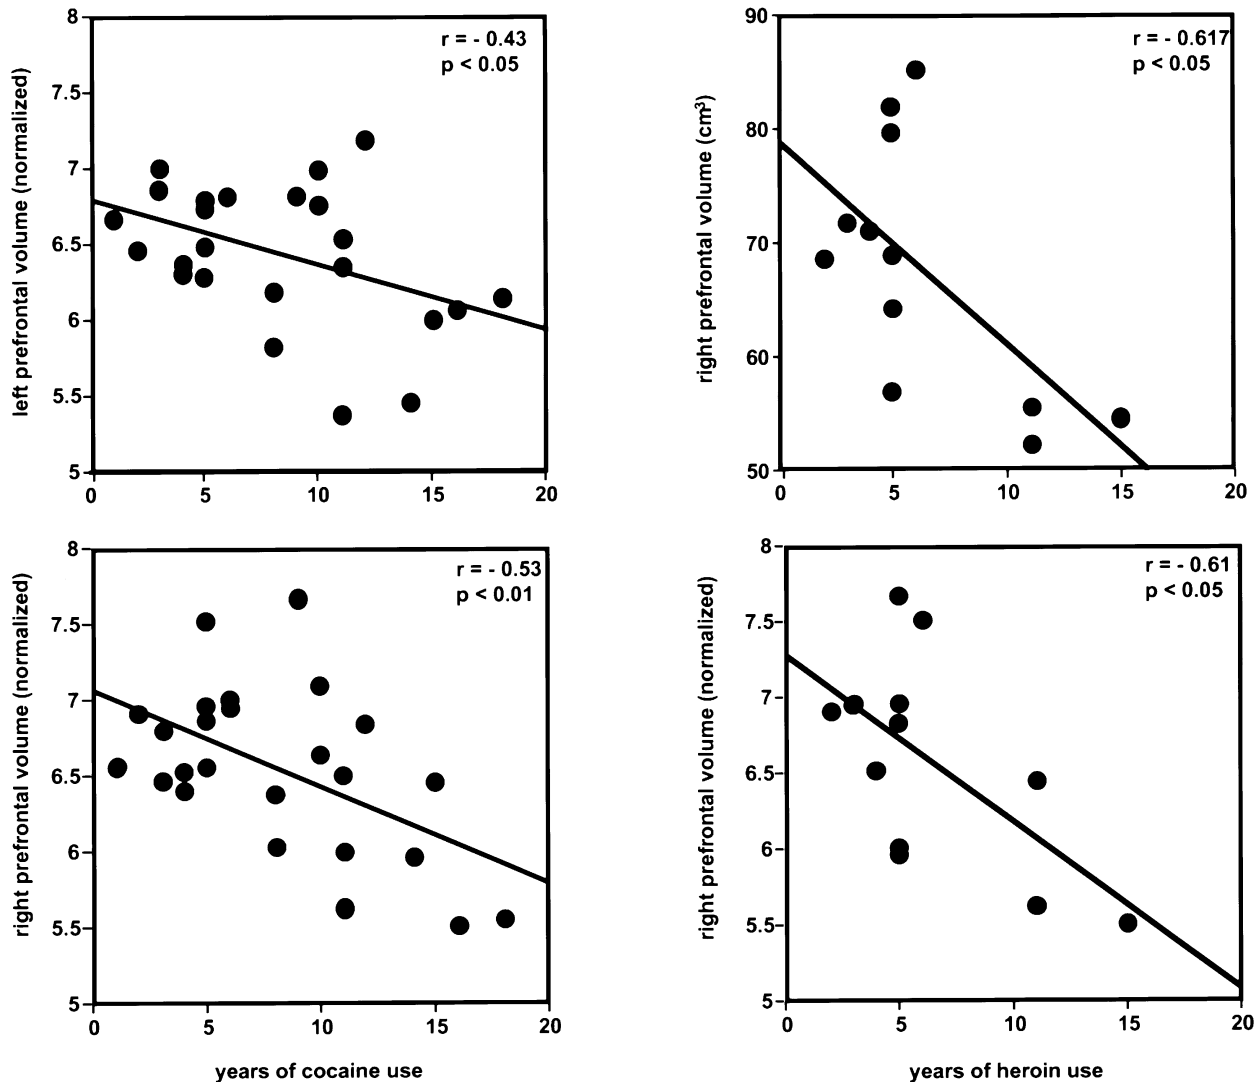 8
7.5
7
6.5
6
5.5
5
0 5 10 15 20
left prefrontal volume (normalized)
r = - 0.43
p < 0.05
90
80
70
60
50
0 5 10 15 20
right prefrontal volume (cm³)
r = - 0.617
p < 0.05
8
7.5
7
6.5
6
5.5
5
0 5 10 15 20
right prefrontal volume (normalized)
r = - 0.53
p < 0.01
years of cocaine use
8
7.5
7
6.5
6
5.5
5
0 5 10 15 20
right prefrontal volume (normalized)
r = - 0.61
p < 0.05
years of heroin use